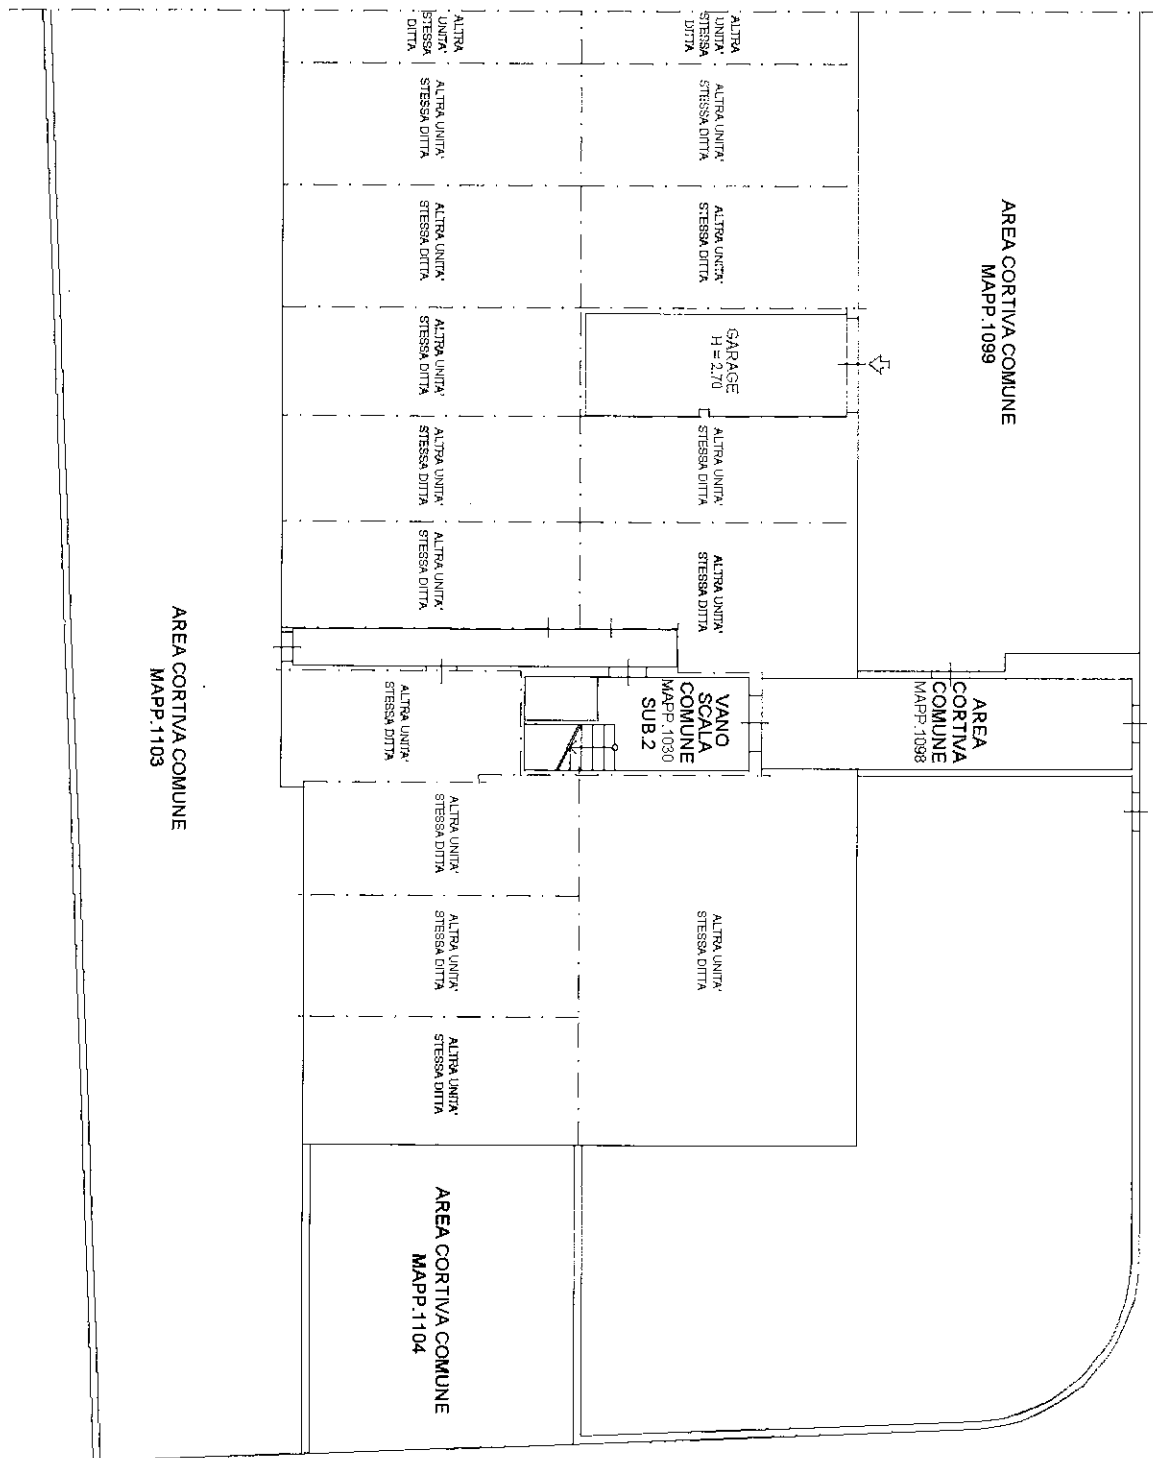 ALTRA
UNITA'
STESSA
DITTA
ALTRA
UNITA'
STESSA
DITTA
ALTRA UNITA'
STESSA DITTA
ALTRA UNITA'
STESSA DITTA
ALTRA UNITA'
STESSA DITTA
ALTRA UNITA'
STESSA DITTA
AREA CORTIVA COMUNE
MAPP.1099
ALTRA UNITA'
STESSA DITTA
GARAGE
H = 2.70
ALTRA UNITA'
STESSA DITTA
ALTRA UNITA'
STESSA DITTA
ALTRA UNITA'
STESSA DITTA
ALTRA UNITA'
STESSA DITTA
AREA CORTIVA COMUNE
MAPP.1103
ALTRA UNITA'
STESSA DITTA
VANO
SCALA
COMUNE
MAPP.1030
SUB.2
AREA
CORTIVA
COMUNE
MAPP.1098
ALTRA UNITA'
STESSA DITTA
ALTRA UNITA'
STESSA DITTA
ALTRA UNITA'
STESSA DITTA
ALTRA UNITA'
STESSA DITTA
AREA CORTIVA COMUNE
MAPP.1104